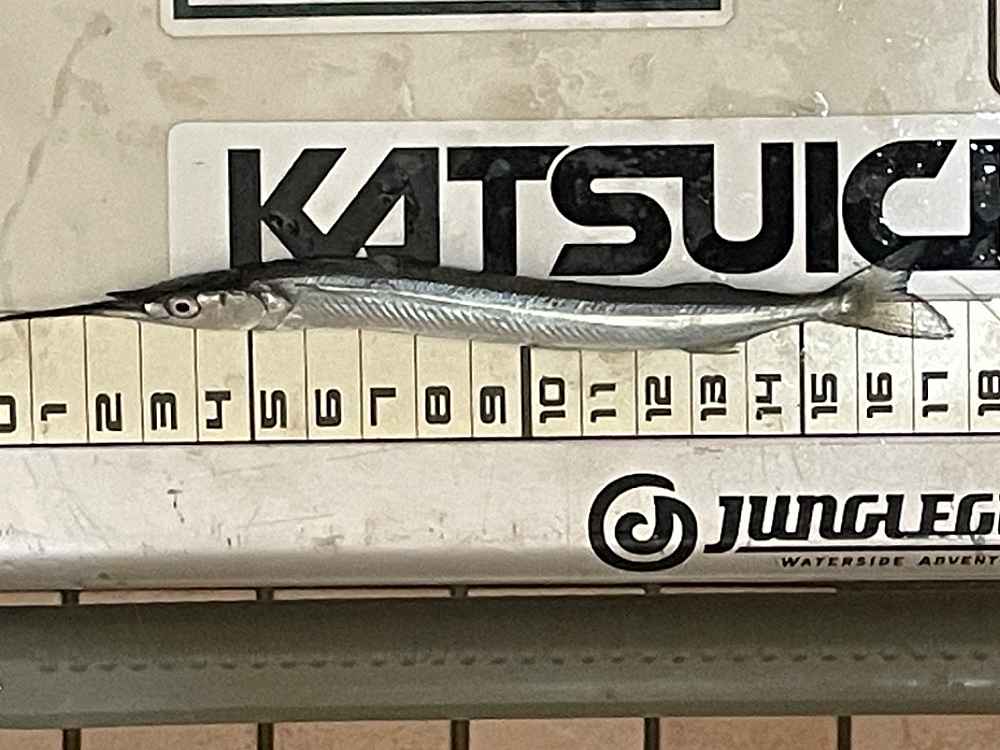 KATSUIC
0 1 2 3 4 5 6 7 8 9 10 11 12 13 14 15 16 17 18
JUNGLEG
WATERSIDE ADVENT